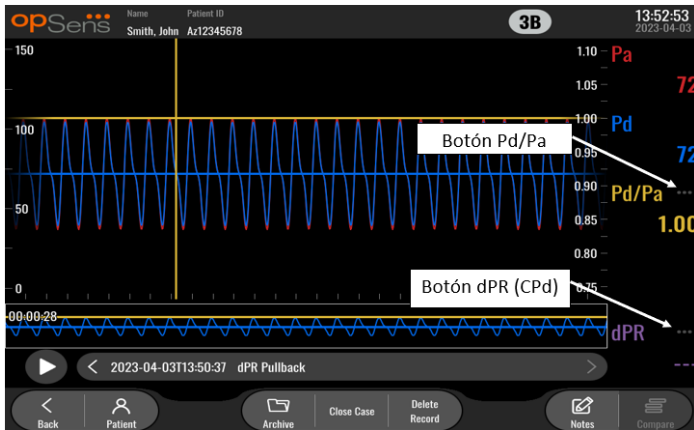 opSens
Name Patient ID
Smith, John Az12345678
3B
13:52:53
2023-04-03
150
100
50
0
1.10
1.05
1.00
0.95
0.90
0.85
0.80
0.75
Pa
72
Pd
72
Pd/Pa
1.00
dPR
---
Botón Pd/Pa
Botón dPR (CPd)
00:00:28
2023-04-03T13:50:37 dPR Pullback
Back
Patient
Archive
Close Case
Delete
Record
Notes
Compare